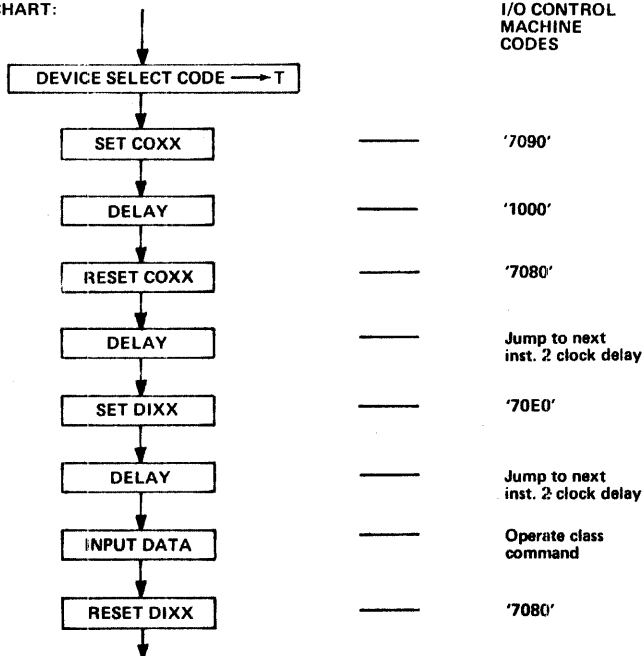 CHART:
I/O CONTROL
MACHINE
CODES
DEVICE SELECT CODE → T
SET COXX
'7090'
DELAY
'1000'
RESET COXX
'7080'
DELAY
Jump to next
inst. 2 clock delay
SET DIXX
'70E0'
DELAY
Jump to next
inst. 2 clock delay
INPUT DATA
Operate class
command
RESET DIXX
'7080'